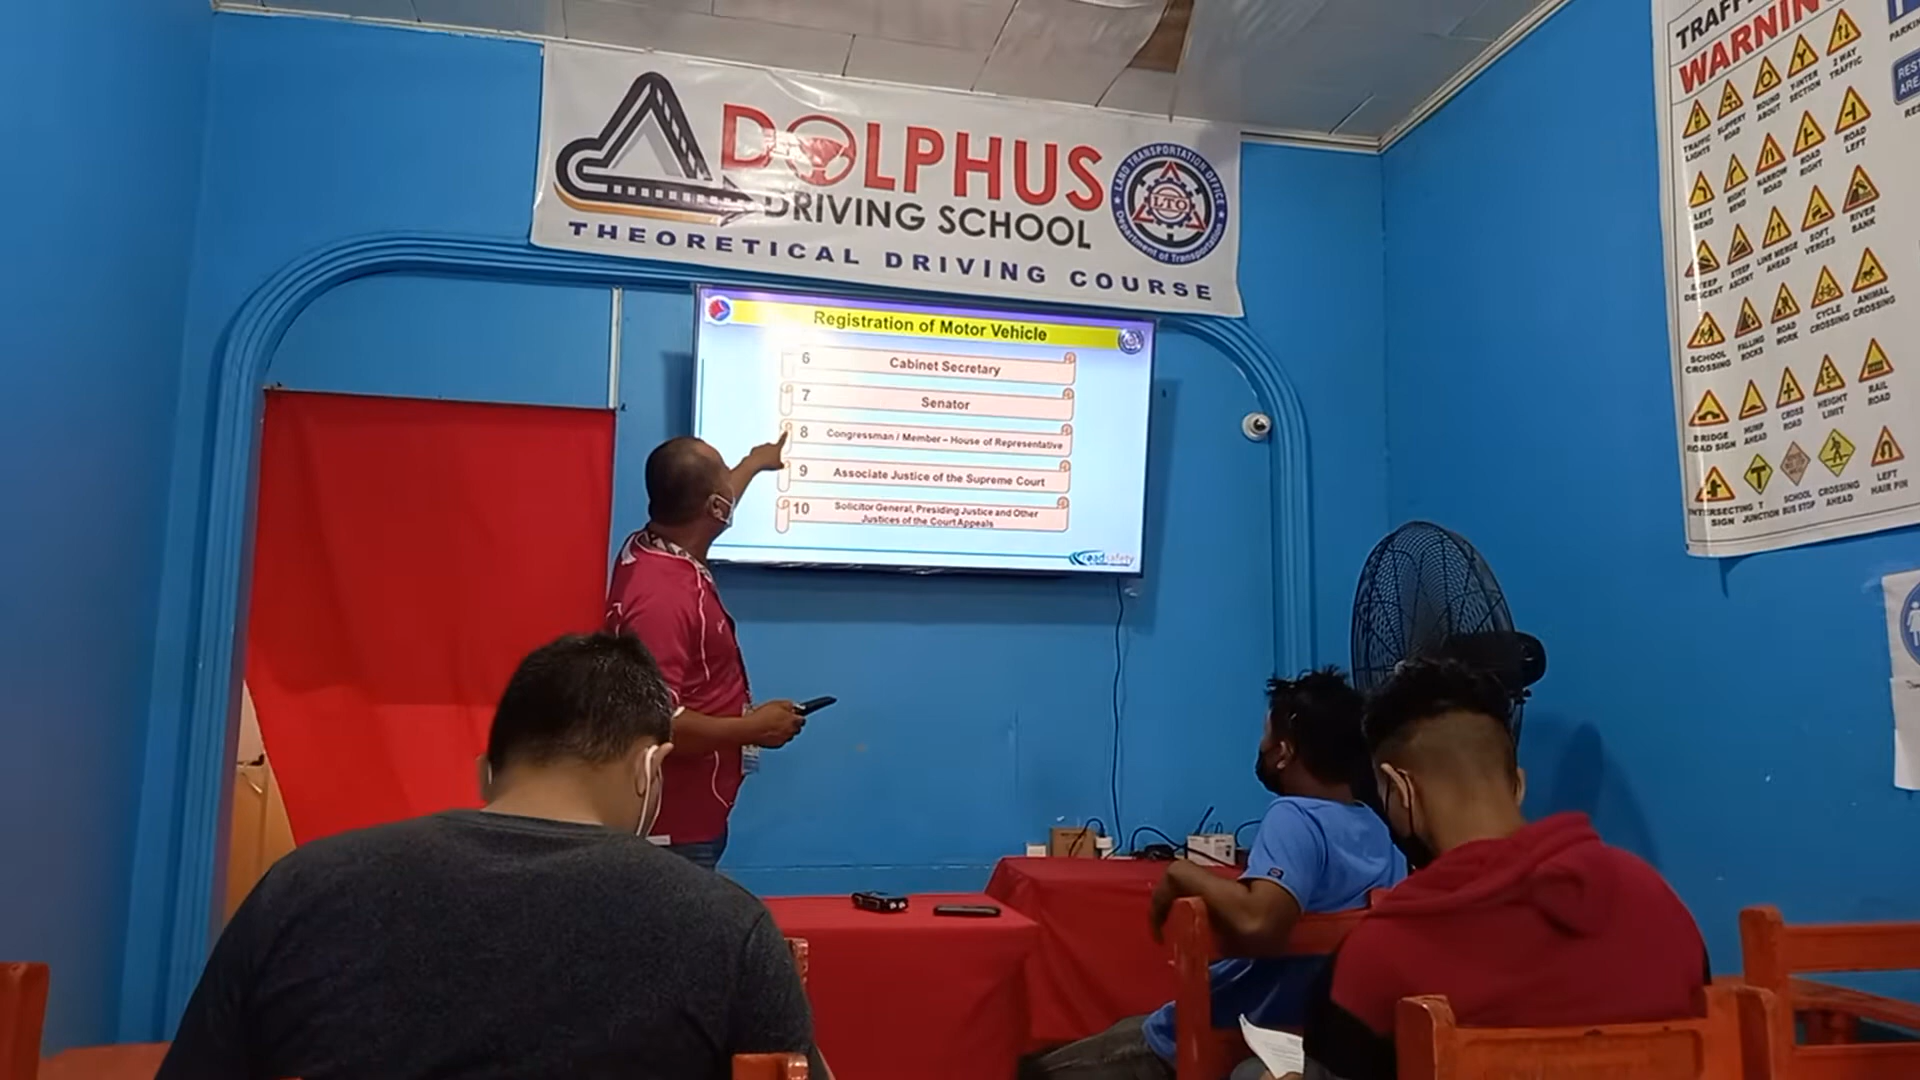 ADOLPHUS
DRIVING SCHOOL
THEORETICAL DRIVING COURSE
LAND TRANSPORTATION OFFICE
LTO
Department of Transportation
Registration of Motor Vehicle
6 Cabinet Secretary
7 Senator
8 Congressman / Member – House of Representative
9 Associate Justice of the Supreme Court
10 Solicitor General, Presiding Justice and Other
Justices of the Court Appeals
roadsafety
WARNING
TRAFFIC LIGHTS
SLIPPERY ROAD
ROUND ABOUT
Y-INTER SECTION
2 WAY TRAFFIC
LEFT BEND
RIGHT BEND
NARROW ROAD
ROAD RIGHT
ROAD LEFT
STEEP DESCENT
STEEP ASCENT
LINE MERGE AHEAD
SOFT VERGES
RIVER BANK
SCHOOL CROSSING
FALLING ROCKS
ROAD WORK
CYCLE CROSSING
ANIMAL CROSSING
BRIDGE ROAD SIGN
HUMP AHEAD
CROSS ROAD
HEIGHT LIMIT
RAIL ROAD
INTERSECTING SIGN
T JUNCTION
SCHOOL BUS STOP
CROSSING AHEAD
LEFT HAIR PIN